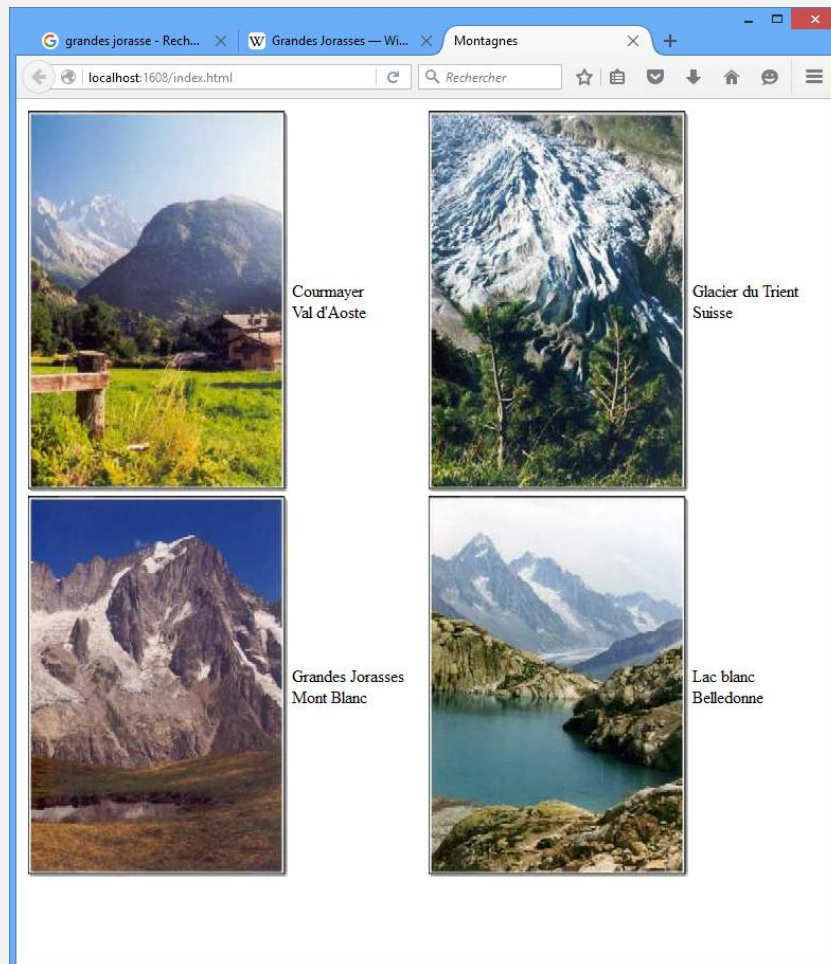 grandes jorasse - Rech...
Grandes Jorasses — Wi...
Montagnes
localhost:1608/index.html
Rechercher
Courmayer
Val d'Aoste
Glacier du Trient
Suisse
Grandes Jorasses
Mont Blanc
Lac blanc
Belledonne